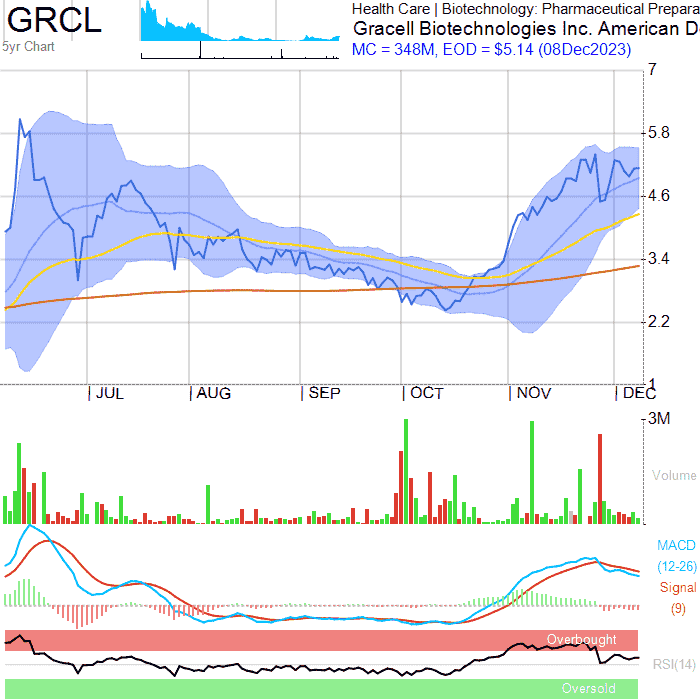 GRCL
5yr Chart
Health Care | Biotechnology: Pharmaceutical Prepara
Gracell Biotechnologies Inc. American D
MC = 348M, EOD = $5.14 (08Dec2023)
7
5.8
4.6
3.4
2.2
1
JUL AUG SEP OCT NOV DEC
3M
Volume
MACD
(12-26)
Signal
(9)
Overbought
RSI(14)
Oversold